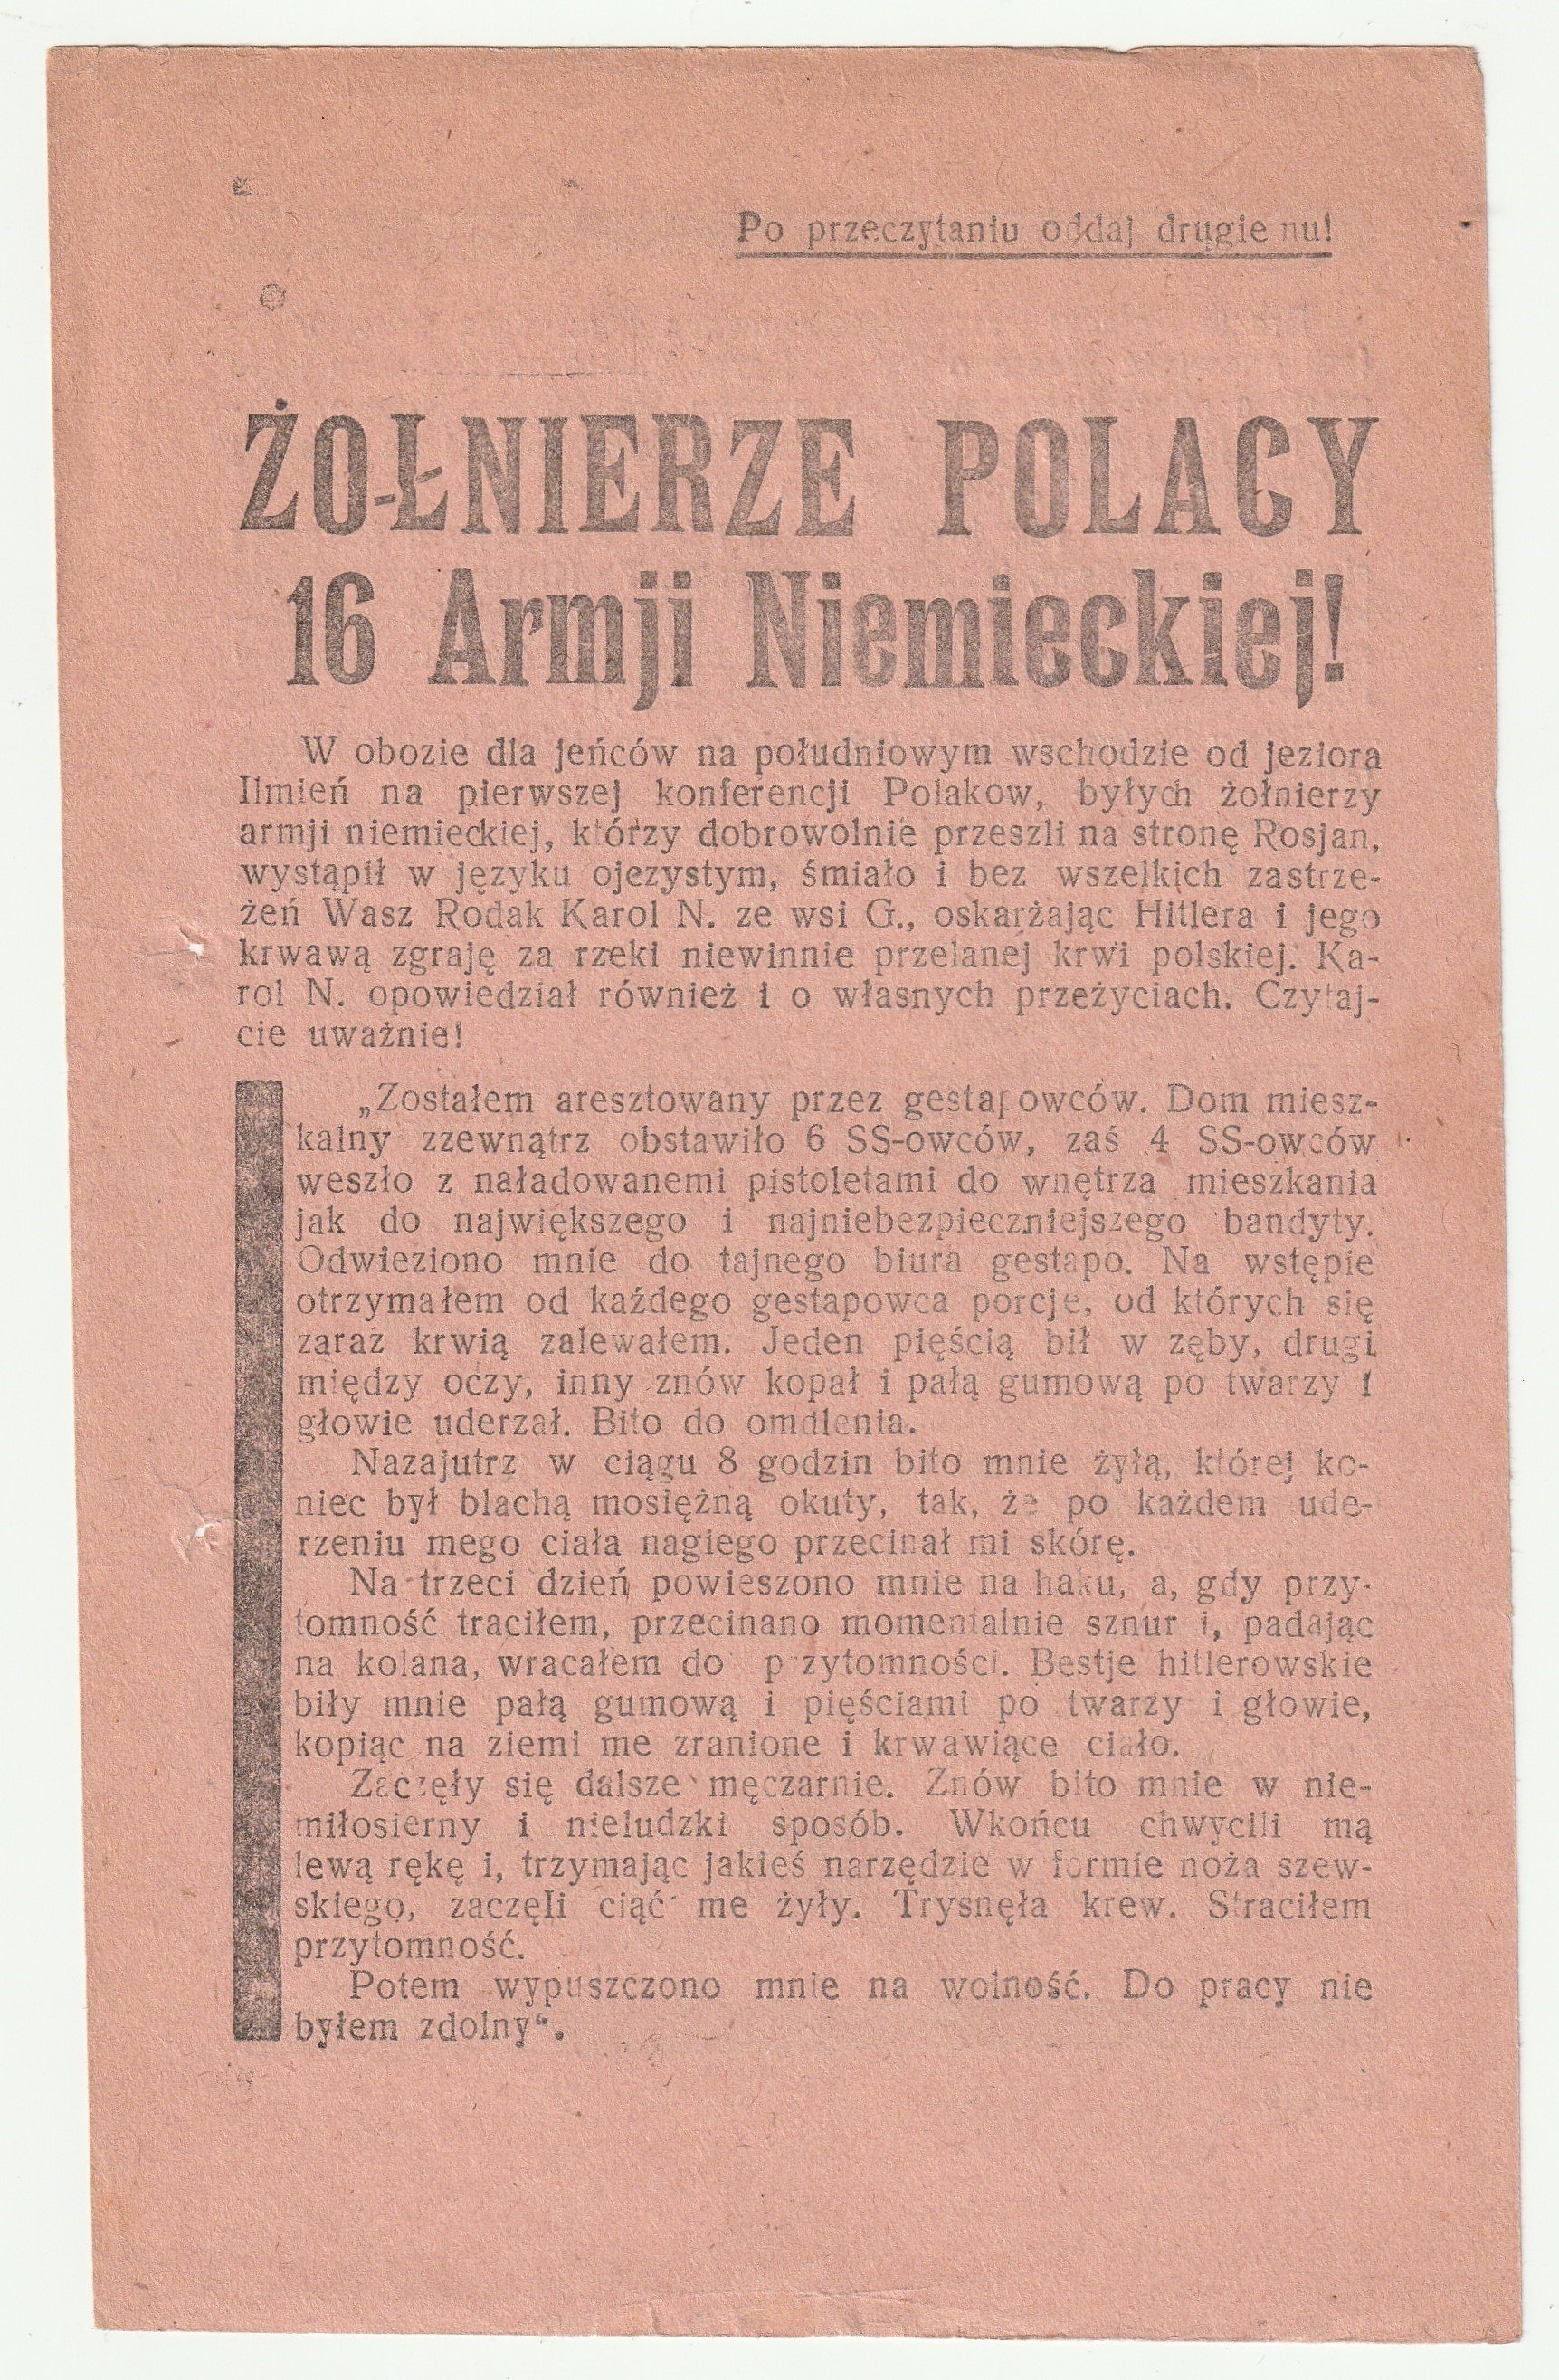 Po przeczytaniu oddaj drugiemu!
ŻOŁNIERZE POLACY
16 Armji Niemieckiej!
W obozie dla jeńców na południowym wschodzie od jeziora
Ilmień na pierwszej konferencji Polakow, byłych żołnierzy
armji niemieckiej, którzy dobrowolnie przeszli na stronę Rosjan,
wystąpił w języku ojezystym, śmiało i bez wszelkich zastrze-
żeń Wasz Rodak Karol N. ze wsi G., oskarżając Hitlera i jego
krwawą zgraję za rzeki niewinnie przelanej krwi polskiej. Ka-
rol N. opowiedział również i o własnych przeżyciach. Czytaj-
cie uważnie!
„Zostałem aresztowany przez gestapowców. Dom miesz-
kalny zzewnątrz obstawiło 6 SS-owców, zaś 4 SS-owców
weszło z naładowanemi pistoletami do wnętrza mieszkania
jak do największego i najniebezpieczniejszego bandyty.
Odwieziono mnie do tajnego biura gestapo. Na wstępie
otrzymałem od każdego gestapowca porcje, od których się
zaraz krwią zalewałem. Jeden pięścią bił w zęby, drugi
między oczy, inny znów kopał i pałą gumową po twarzy i
głowie uderzał. Bito do omdlenia.
Nazajutrz w ciągu 8 godzin bito mnie żyłą, której ko-
niec był blachą mosiężną okuty, tak, że po każdem ude-
rzeniu mego ciała nagiego przecinał mi skórę.
Na trzeci dzień powieszono mnie na haku, a, gdy przy-
tomność traciłem, przecinano momentalnie sznur i, padając
na kolana, wracałem do przytomności. Bestje hitlerowskie
biły mnie pałą gumową i pięściami po twarzy i głowie,
kopiąc na ziemi me zranione i krwawiące ciało.
Zaczęły się dalsze męczarnie. Znów bito mnie w nie-
miłosierny i nieludzki sposób. Wkońcu chwycili mą
lewą rękę i, trzymając jakieś narzędzie w formie noża szew-
skiego, zaczęli ciąć me żyły. Trysnęła krew. Straciłem
przytomność.
Potem wypuszczono mnie na wolność. Do pracy nie
byłem zdolny“.